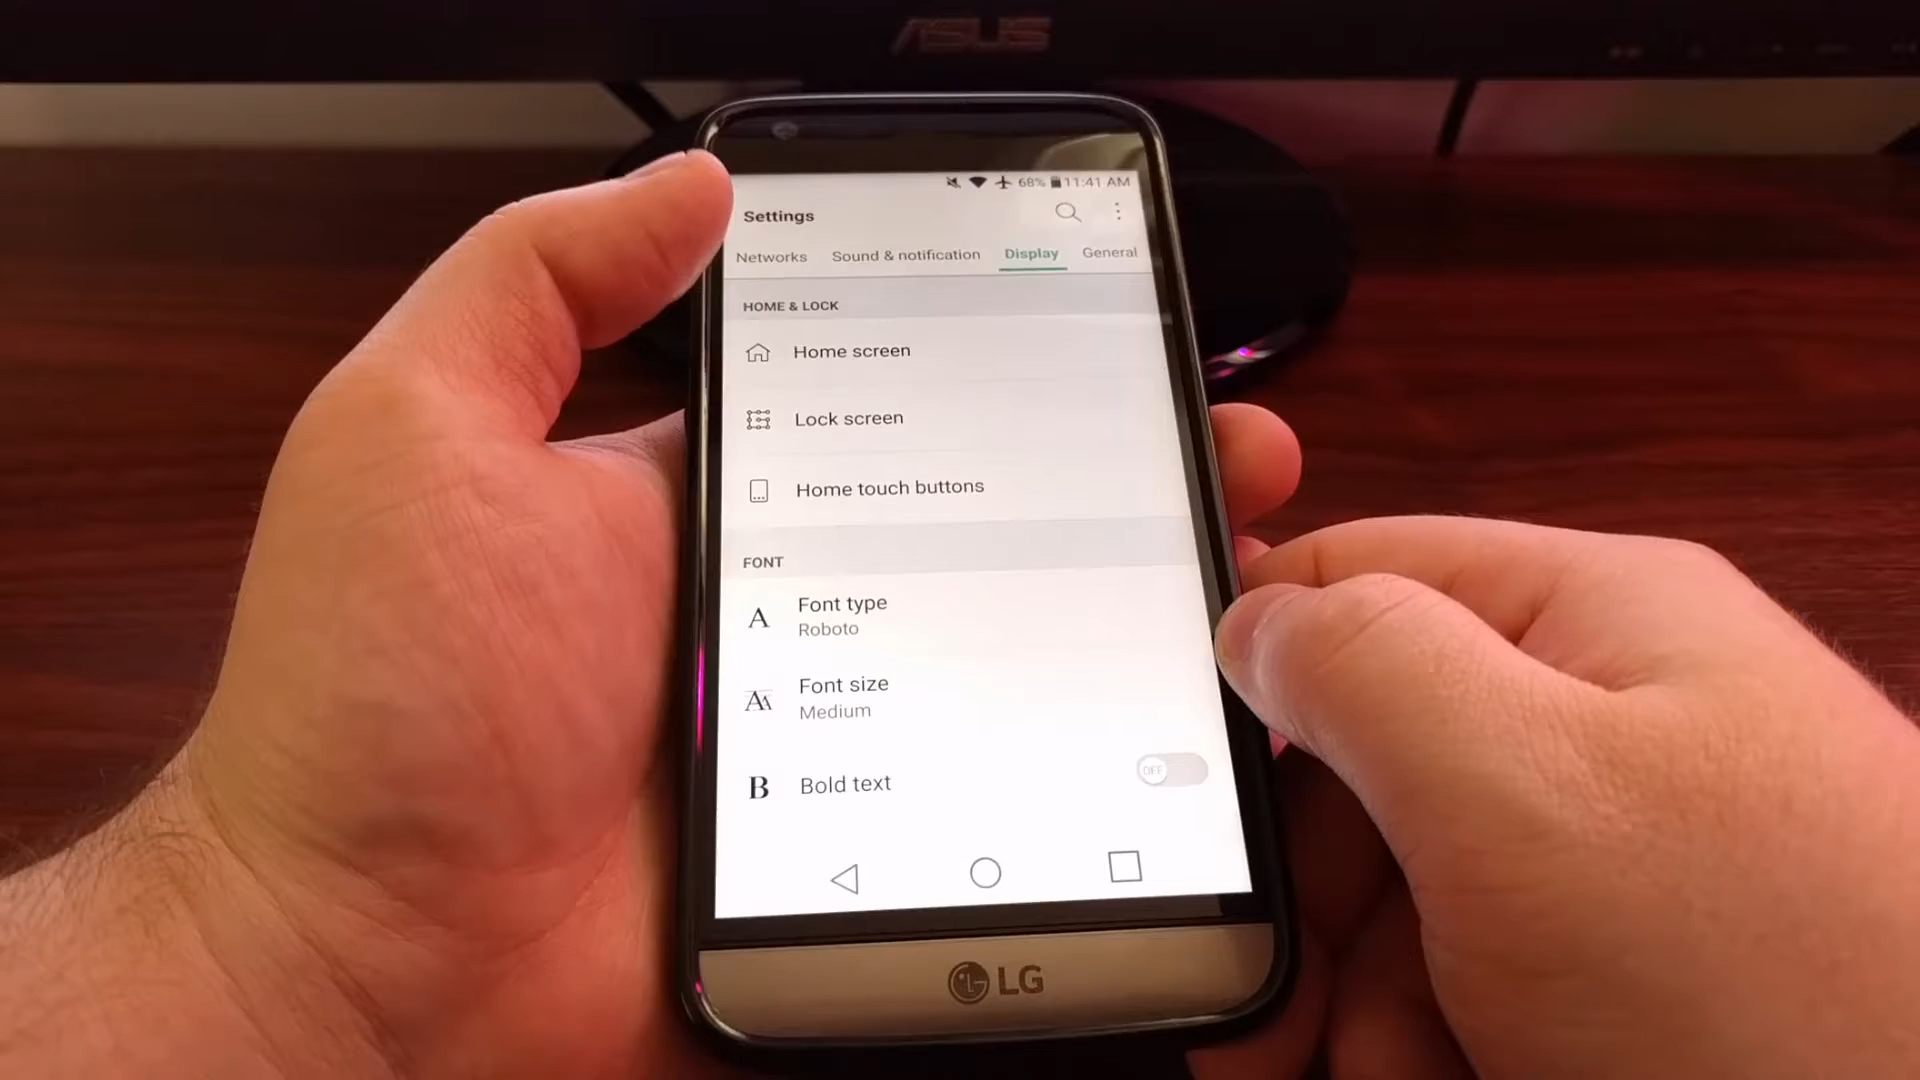 ASUS
68% 11:41 AM
Settings
Networks Sound & notification Display General
HOME & LOCK
Home screen
Lock screen
Home touch buttons
FONT
A Font type
Roboto
AA Font size
Medium
B Bold text OFF
LG